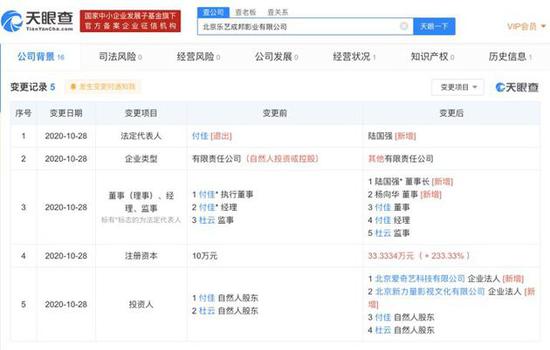 天眼查
TianYanCha.com
国家中小企业发展子基金旗下
官方备案企业征信机构
查公司 查老板 查关系
北京乐艺成邦影业有限公司
天眼一下
VIP会员
公司背景 16 司法风险 0 经营风险 0 公司发展 0 经营状况 1 知识产权 0 历史信息 1
变更记录 5 发生变更时通知我 变更项目 天眼查
序号 变更日期 变更项目 变更前 变更后
1 2020-10-28 法定代表人 付佳 [退出] 陆国强 [新增]
2 2020-10-28 企业类型 有限责任公司（自然人投资或控股） 其他有限责任公司
3 2020-10-28 董事（理事）、经理、监事
标有*标志的为法定代表人
1 付佳* 执行董事
2 付佳* 经理
3 杜云 监事
1 陆国强* 董事长 [新增]
2 杨向华 董事 [新增]
3 付佳 董事
4 付佳 经理
5 杜云 监事
4 2020-10-28 注册资本 10万元 33.3334万元 ( + 233.33%)
5 2020-10-28 投资人
1 付佳 自然人股东
2 杜云 自然人股东
1 北京爱奇艺科技有限公司 企业法人 [新增]
2 北京新力量影视文化有限公司 企业法人 [新增]
3 付佳 自然人股东
4 杜云 自然人股东